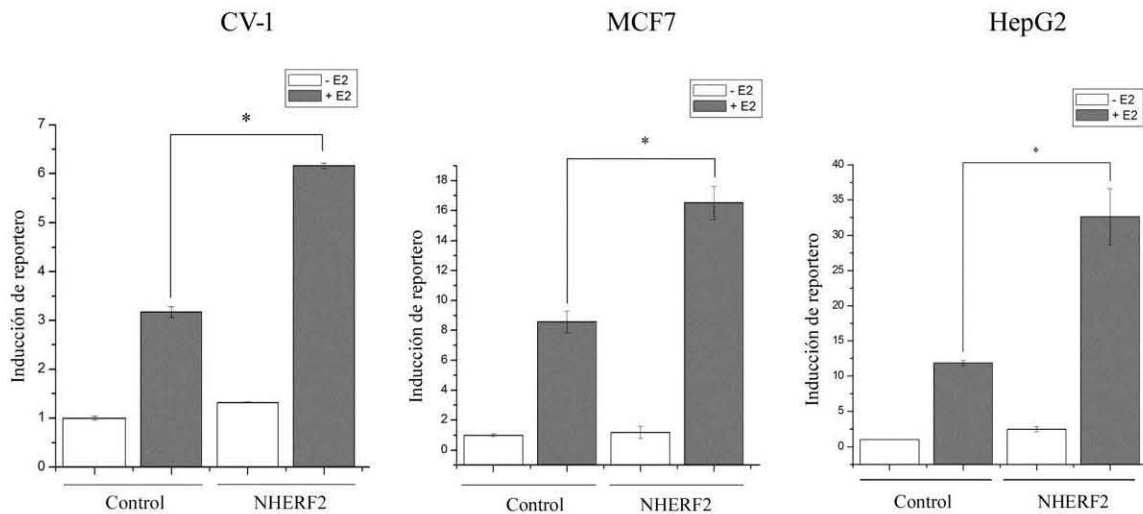 CV-1
- E2
+ E2
*
7
6
5
4
3
2
1
0
Inducción de reportero
Control
NHERF2
MCF7
- E2
+ E2
*
18
16
14
12
10
8
6
4
2
1
0
Inducción de reportero
Control
NHERF2
HepG2
- E2
+ E2
*
40
35
30
25
20
15
10
5
0
Inducción de reportero
Control
NHERF2